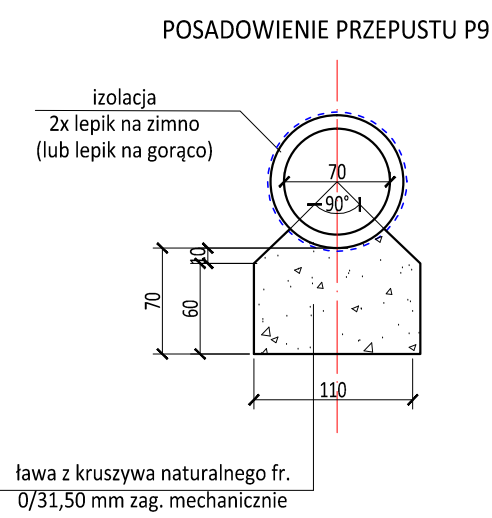 POSADOWIENIE PRZEPUSTU P9
izolacja
2x lepik na zimno
(lub lepik na gorąco)
70
90°
10
70
60
110
ława z kruszywa naturalnego fr.
0/31,50 mm zag. mechanicznie